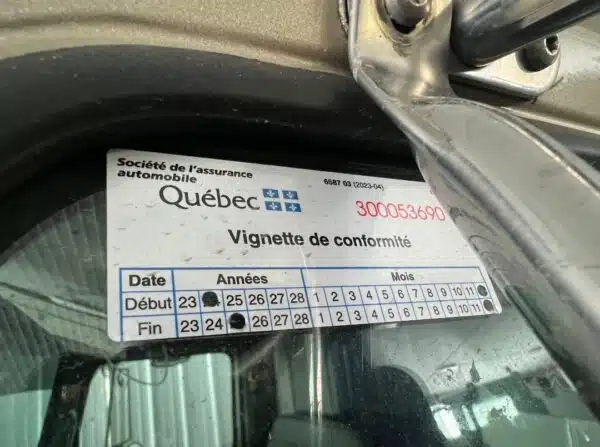 Société de l'assurance
automobile
Québec
6587 03 (2023-04)
300053690
Vignette de conformité
Date Années Mois
Début 23 25 26 27 28 1 2 3 4 5 6 7 8 9 10 11
Fin 23 24 26 27 28 1 2 3 4 5 6 7 8 9 10 11